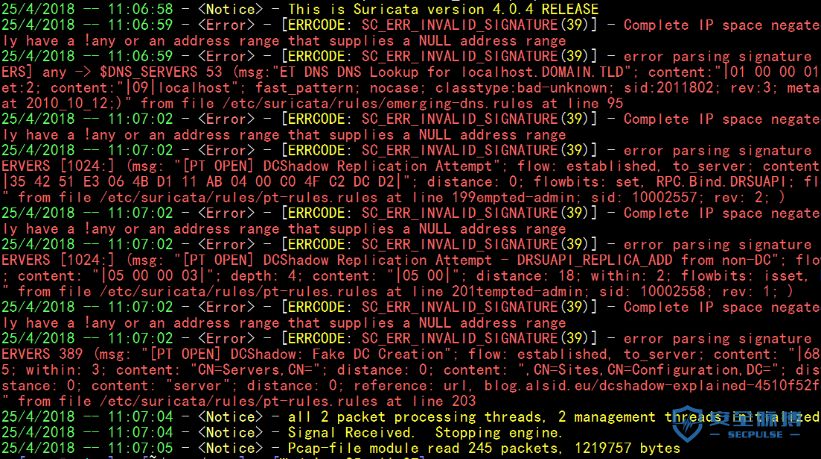 25/4/2018 -- 11:06:58 - <Notice> - This is Suricata version 4.0.4 RELEASE
25/4/2018 -- 11:06:59 - <Error> - [ERRCODE: SC_ERR_INVALID_SIGNATURE(39)] - Complete IP space negate
ly have a !any or an address range that supplies a NULL address range
25/4/2018 -- 11:06:59 - <Error> - [ERRCODE: SC_ERR_INVALID_SIGNATURE(39)] - error parsing signature
ERS] any -> $DNS_SERVERS 53 (msg:"ET DNS DNS Lookup for localhost.DOMAIN.TLD"; content:"|01 00 00 01
et:2; content:"|09|localhost"; fast_pattern; nocase; classtype:bad-unknown; sid:2011802; rev:3; meta
at 2010_10_12;)" from file /etc/suricata/rules/emerging-dns.rules at line 95
25/4/2018 -- 11:07:02 - <Error> - [ERRCODE: SC_ERR_INVALID_SIGNATURE(39)] - Complete IP space negate
ly have a !any or an address range that supplies a NULL address range
25/4/2018 -- 11:07:02 - <Error> - [ERRCODE: SC_ERR_INVALID_SIGNATURE(39)] - error parsing signature
ERVERS [1024:] (msg: "[PT OPEN] DCShadow Replication Attempt"; flow: established, to_server; content
|35 42 51 E3 06 4B D1 11 AB 04 00 C0 4F C2 DC D2|"; distance: 0; flowbits: set, RPC.Bind.DRSUAPI; fl
" from file /etc/suricata/rules/pt-rules.rules at line 199empted-admin; sid: 10002557; rev: 2; )
25/4/2018 -- 11:07:02 - <Error> - [ERRCODE: SC_ERR_INVALID_SIGNATURE(39)] - Complete IP space negate
ly have a !any or an address range that supplies a NULL address range
25/4/2018 -- 11:07:02 - <Error> - [ERRCODE: SC_ERR_INVALID_SIGNATURE(39)] - error parsing signature
ERVERS [1024:] (msg: "[PT OPEN] DCShadow Replication Attempt - DRSUAPI_REPLICA_ADD from non-DC"; flo
; content: "|05 00 00 03|"; depth: 4; content: "|05 00|"; distance: 18; within: 2; flowbits: isset,
" from file /etc/suricata/rules/pt-rules.rules at line 201tempted-admin; sid: 10002558; rev: 1; )
25/4/2018 -- 11:07:02 - <Error> - [ERRCODE: SC_ERR_INVALID_SIGNATURE(39)] - Complete IP space negate
ly have a !any or an address range that supplies a NULL address range
25/4/2018 -- 11:07:02 - <Error> - [ERRCODE: SC_ERR_INVALID_SIGNATURE(39)] - error parsing signature
ERVERS 389 (msg: "[PT OPEN] DCShadow: Fake DC Creation"; flow: established, to_server; content: "|68
5; within: 3; content: "CN=Servers,CN="; distance: 0; content: ",CN=Sites,CN=Configuration,DC="; dis
stance: 0; content: "server"; distance: 0; reference: url, blog.alsid.eu/dcshadow-explained-4510f52f
" from file /etc/suricata/rules/pt-rules.rules at line 203
25/4/2018 -- 11:07:04 - <Notice> - all 2 packet processing threads, 2 management threads initialized
25/4/2018 -- 11:07:04 - <Notice> - Signal Received.  Stopping engine.
25/4/2018 -- 11:07:05 - <Notice> - Pcap-file module read 245 packets, 1219757 bytes
安全脉搏
SECPULSE